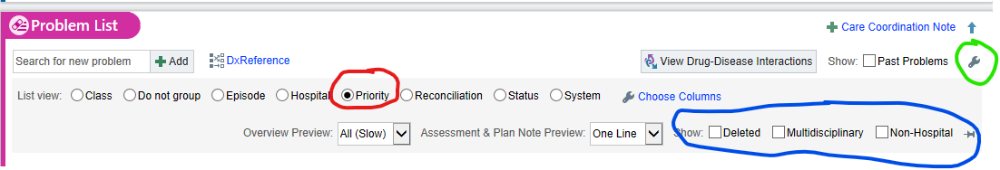 Problem List
Care Coordination Note
Search for new problem Add DxReference View Drug-Disease Interactions Show: Past Problems
List view: Class Do not group Episode Hospital Priority Reconciliation Status System Choose Columns
Overview Preview: All (Slow) Assessment & Plan Note Preview: One Line Show: Deleted Multidisciplinary Non-Hospital